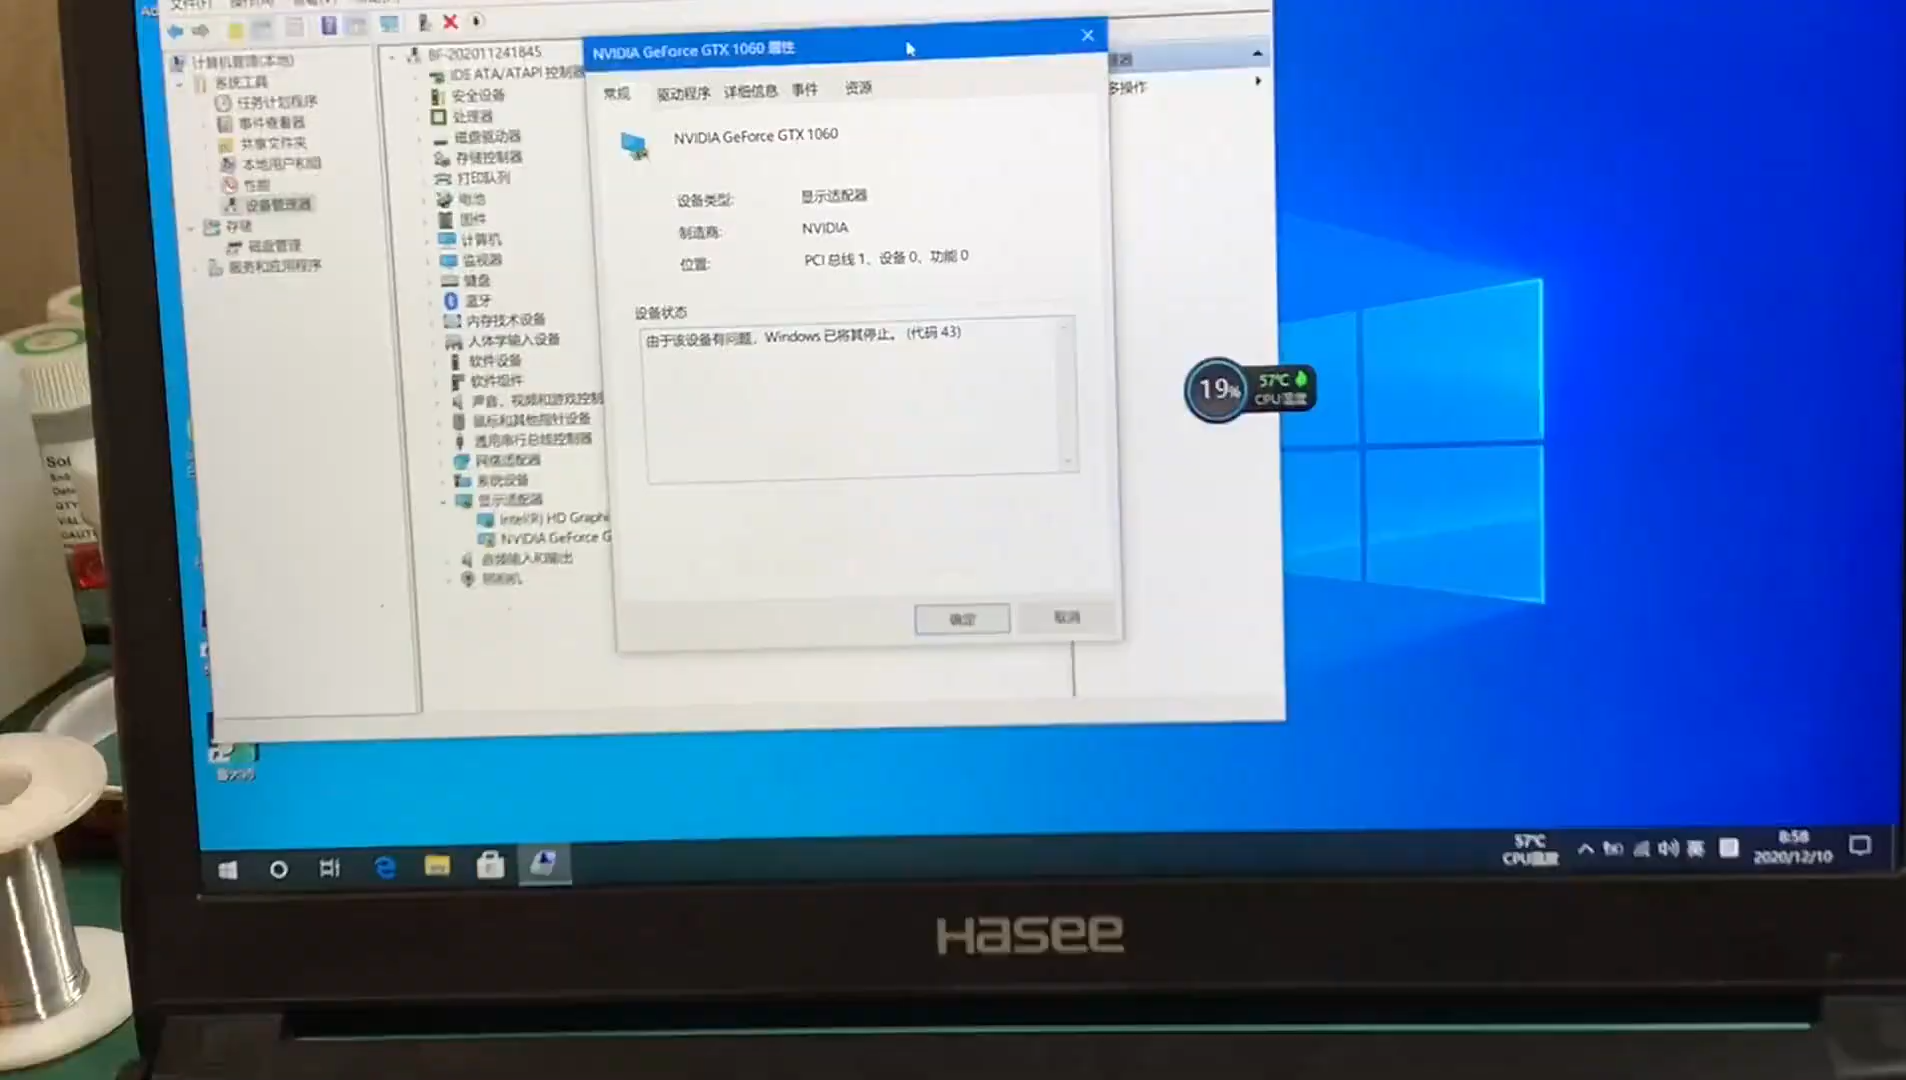 计算机管理(本地)
系统工具
任务计划程序
事件查看器
共享文件夹
本地用户和组
性能
设备管理器
存储
磁盘管理
服务和应用程序
BF-202011241845
IDE ATA/ATAPI 控制器
安全设备
处理器
磁盘驱动器
存储控制器
打印队列
电池
固件
计算机
监视器
键盘
蓝牙
内存技术设备
人体学输入设备
软件设备
软件组件
声音、视频和游戏控制
鼠标和其他指针设备
通用串行总线控制器
网络适配器
系统设备
显示适配器
Intel(R) HD Graph
NVIDIA GeForce G
音频输入和输出
照相机
NVIDIA GeForce GTX 1060 属性
常规 驱动程序 详细信息 事件 资源
NVIDIA GeForce GTX 1060
设备类型: 显示适配器
制造商: NVIDIA
位置: PCI 总线 1、设备 0、功能 0
设备状态
由于该设备有问题，Windows 已将其停止。 (代码 43)
确定 取消
多操作
19%
57℃
CPU温度
57℃
CPU温度
英
8:58
2020/12/10
Hasee
Sol
QTY